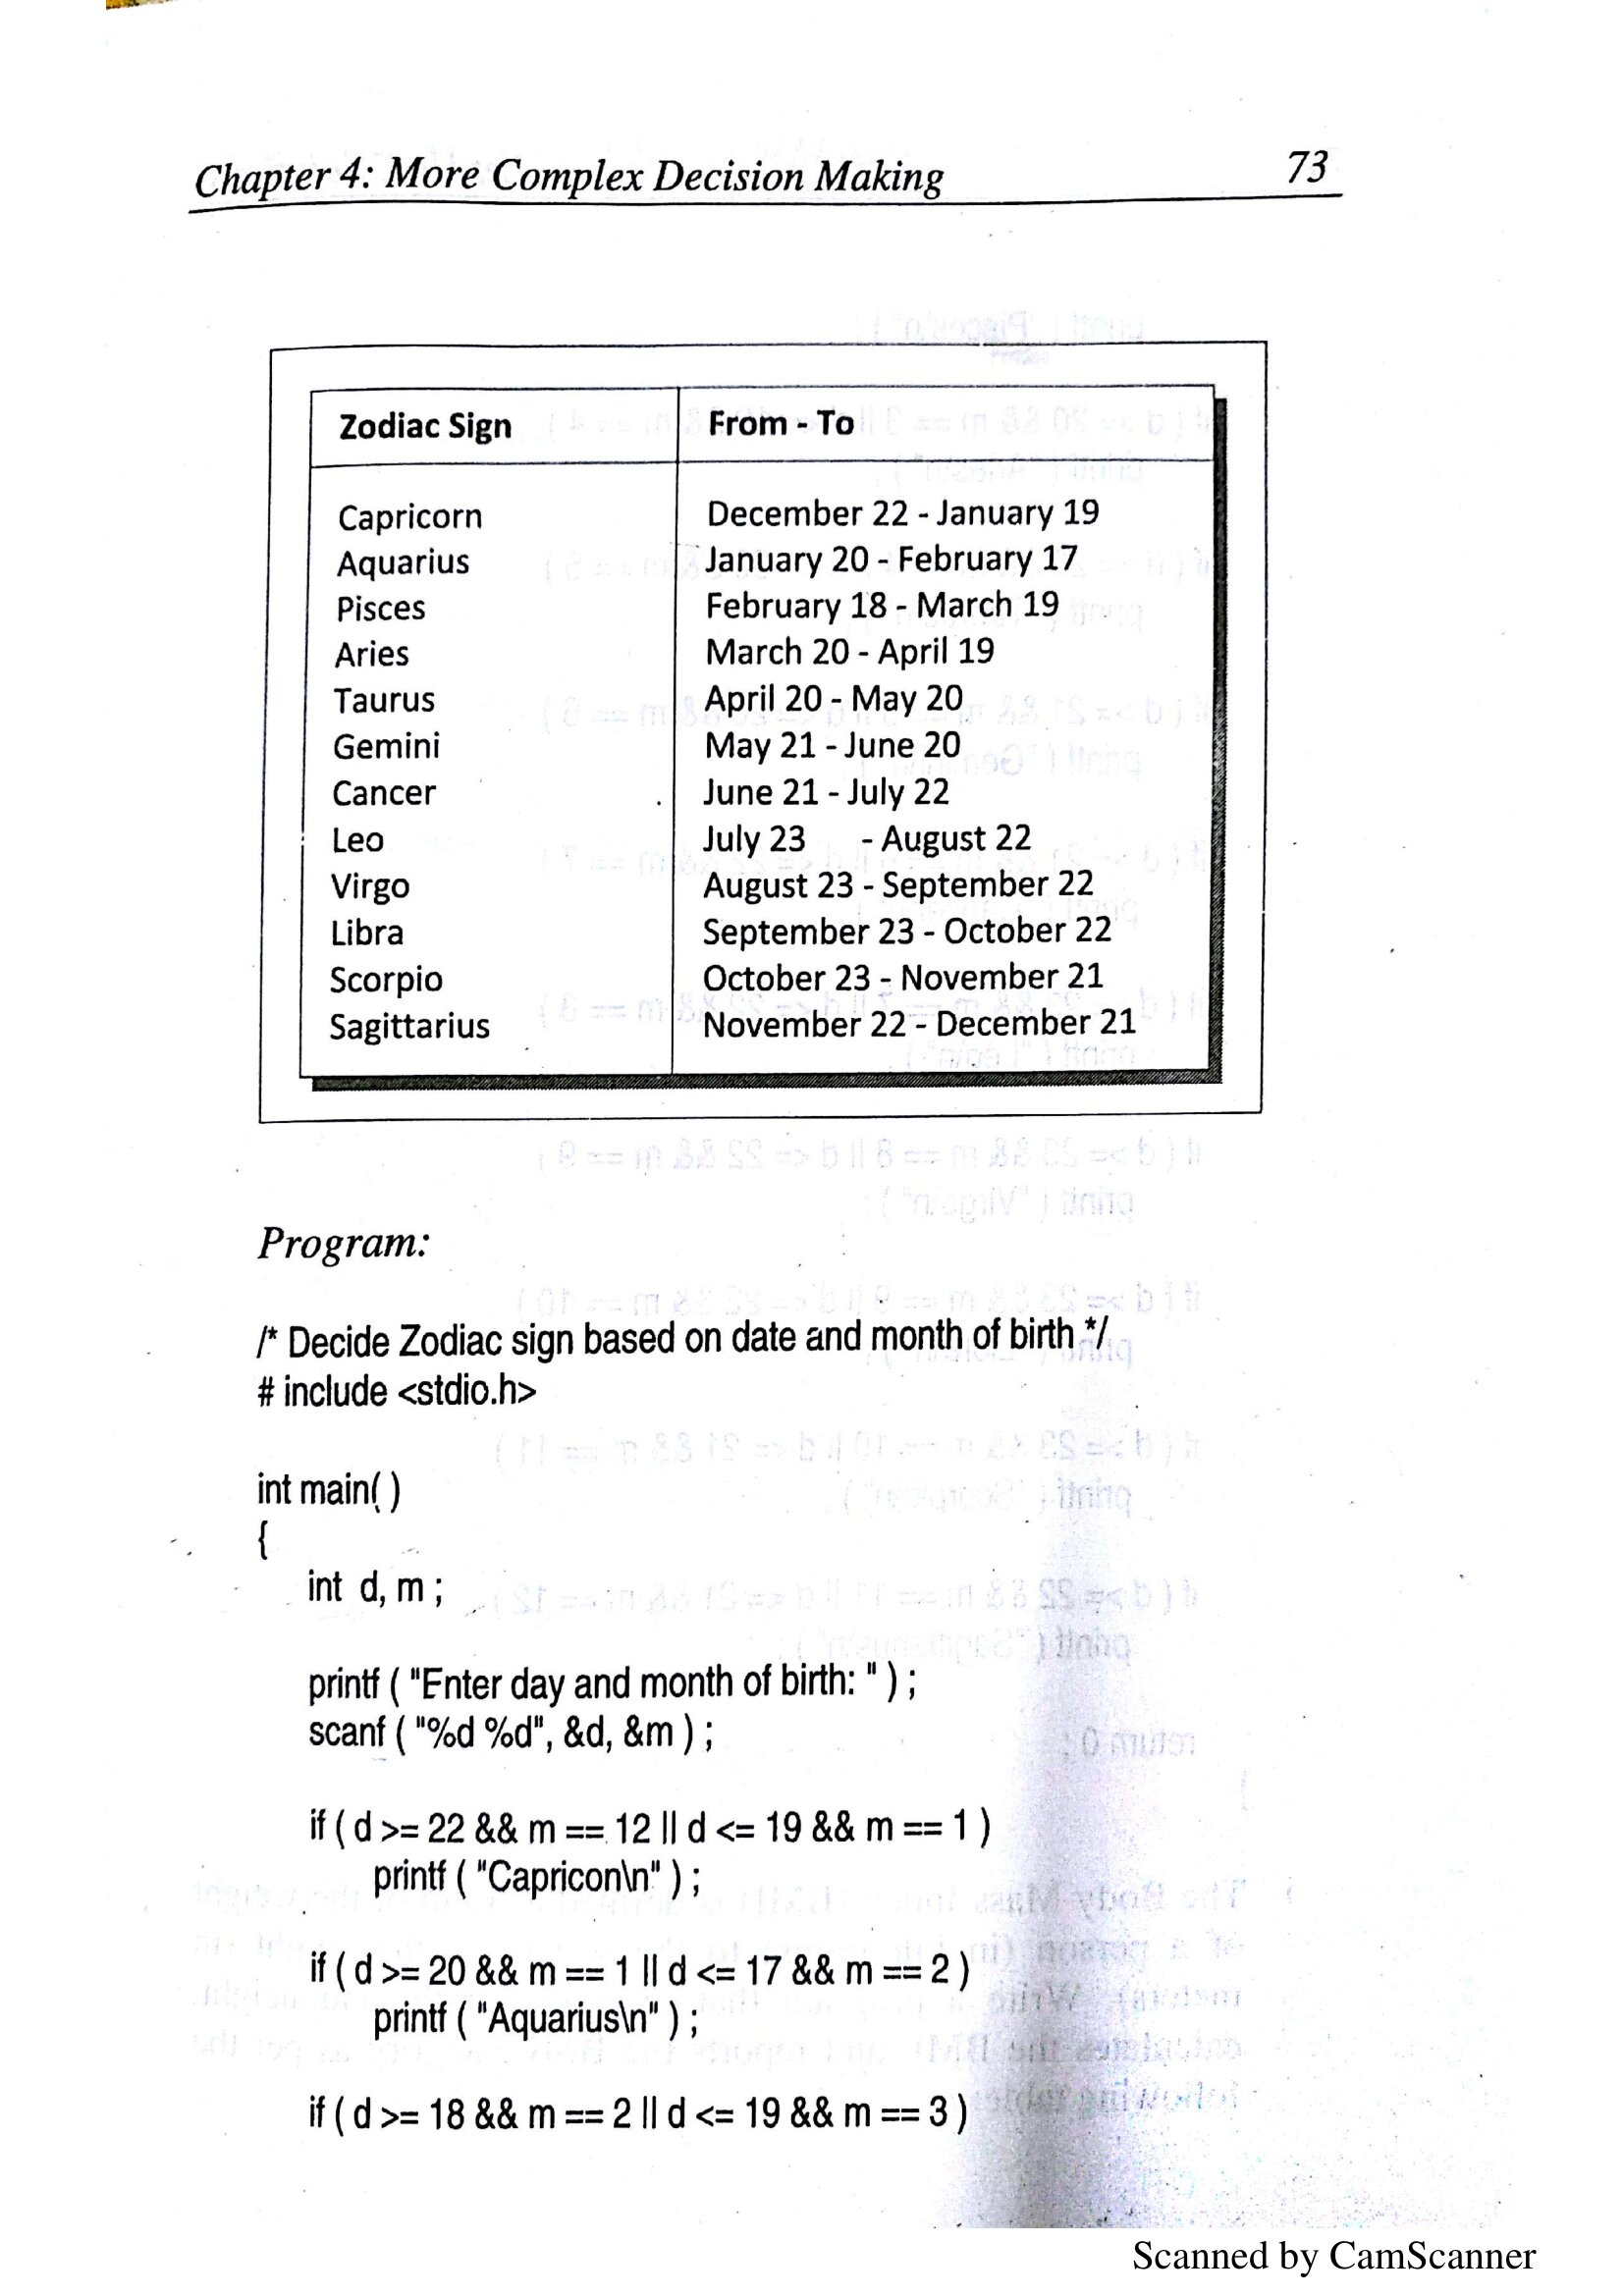 Chapter 4: More Complex Decision Making 73
Zodiac Sign From - To
Capricorn December 22 - January 19
Aquarius January 20 - February 17
Pisces February 18 - March 19
Aries March 20 - April 19
Taurus April 20 - May 20
Gemini May 21 - June 20
Cancer June 21 - July 22
Leo July 23 - August 22
Virgo August 23 - September 22
Libra September 23 - October 22
Scorpio October 23 - November 21
Sagittarius November 22 - December 21
Program:
/* Decide Zodiac sign based on date and month of birth */
# include <stdio.h>
int main( )
{
int d, m ;
printf ( "Enter day and month of birth: " ) ;
scanf ( "%d %d", &d, &m ) ;
if ( d >= 22 && m == 12 || d <= 19 && m == 1 )
printf ( "Capricon\n" ) ;
if ( d >= 20 && m == 1 || d <= 17 && m == 2 )
printf ( "Aquarius\n" ) ;
if ( d >= 18 && m == 2 || d <= 19 && m == 3 )
Scanned by CamScanner